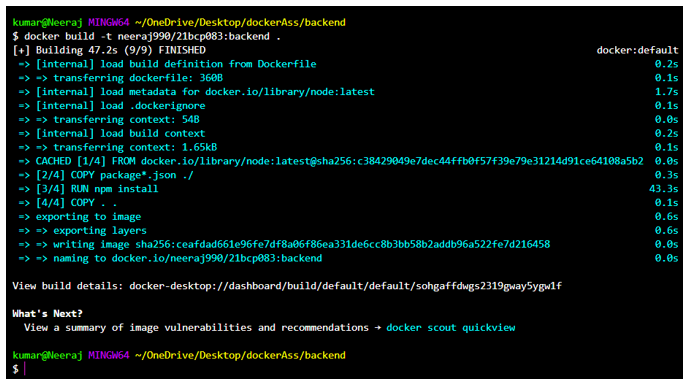 kumar@Neeraj MINGW64 ~/OneDrive/Desktop/dockerAss/backend
$ docker build -t neeraj990/21bcp083:backend .
[+] Building 47.2s (9/9) FINISHED docker:default
=> [internal] load build definition from Dockerfile 0.2s
=> => transferring dockerfile: 360B 0.1s
=> [internal] load metadata for docker.io/library/node:latest 1.7s
=> [internal] load .dockerignore 0.1s
=> => transferring context: 54B 0.0s
=> [internal] load build context 0.2s
=> => transferring context: 1.65kB 0.1s
=> CACHED [1/4] FROM docker.io/library/node:latest@sha256:c38429049e7dec44ffb0f57f39e79e31214d91ce64108a5b2 0.0s
=> [2/4] COPY package*.json ./ 0.3s
=> [3/4] RUN npm install 43.3s
=> [4/4] COPY . . 0.1s
=> exporting to image 0.6s
=> => exporting layers 0.6s
=> => writing image sha256:ceafdad661e96fe7df8a06f86ea331de6cc8b3bb58b2addb96a522fe7d216458 0.0s
=> => naming to docker.io/neeraj990/21bcp083:backend 0.0s
View build details: docker-desktop://dashboard/build/default/default/sohgaffdwgs2319gway5ygw1f
What's Next?
View a summary of image vulnerabilities and recommendations → docker scout quickview
kumar@Neeraj MINGW64 ~/OneDrive/Desktop/dockerAss/backend
$